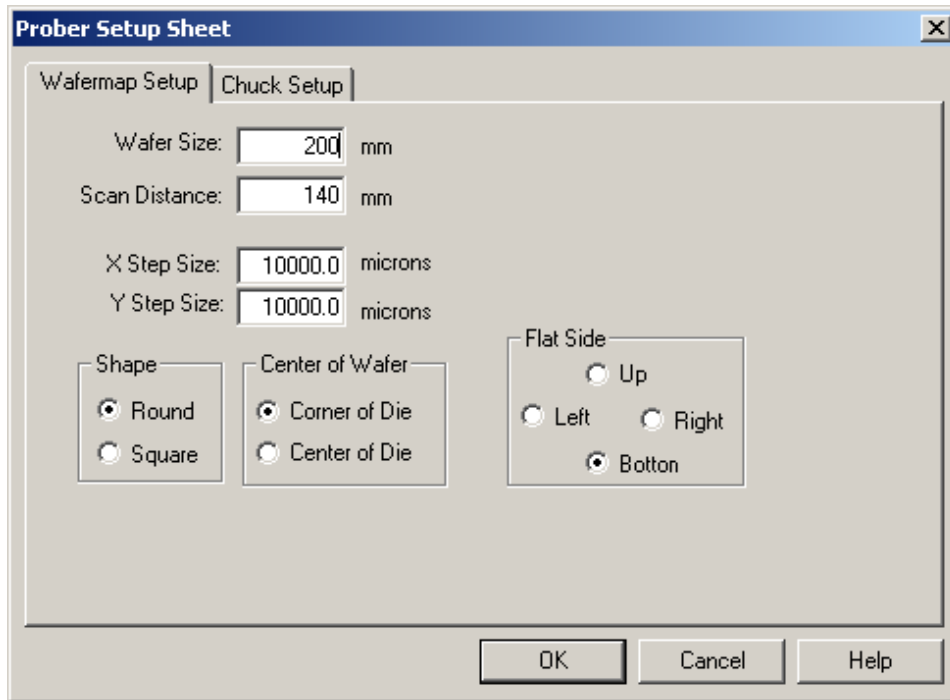 Prober Setup Sheet
Wafermap Setup Chuck Setup
Wafer Size: 200 mm
Scan Distance: 140 mm
X Step Size: 10000.0 microns
Y Step Size: 10000.0 microns
Shape
Round
Square
Center of Wafer
Corner of Die
Center of Die
Flat Side
Up
Left Right
Botton
OK Cancel Help